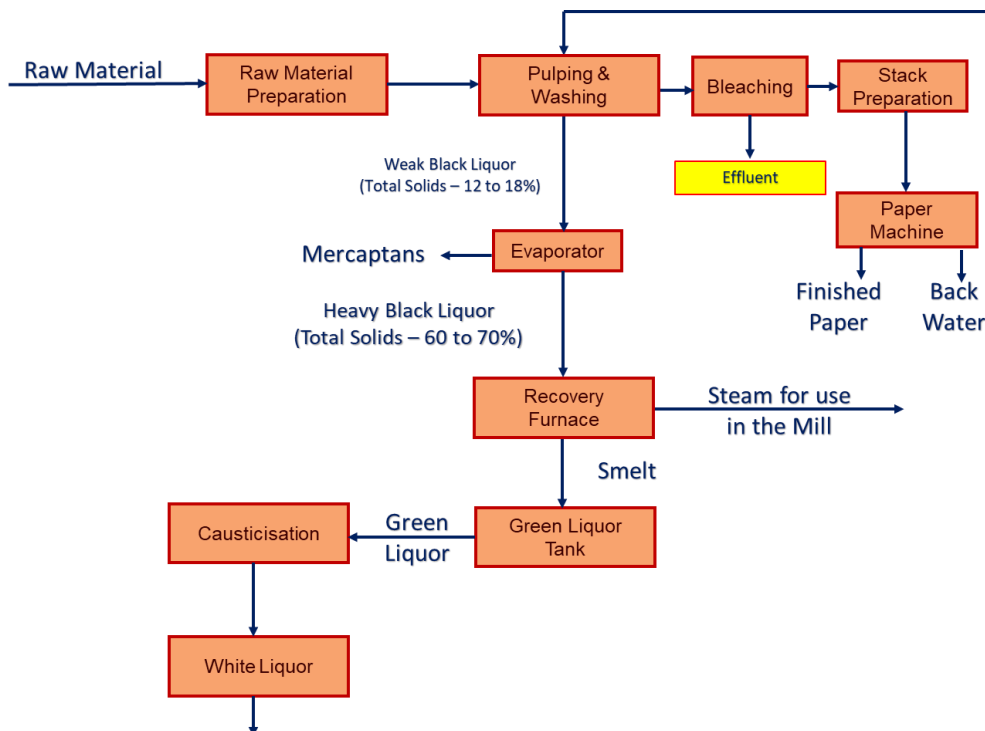 Raw Material
Raw Material
Preparation
Pulping &
Washing
Bleaching
Stack
Preparation
Weak Black Liquor
(Total Solids – 12 to 18%)
Effluent
Paper
Machine
Mercaptans
Evaporator
Finished
Paper
Back
Water
Heavy Black Liquor
(Total Solids – 60 to 70%)
Recovery
Furnace
Steam for use
in the Mill
Smelt
Causticisation
Green
Liquor
Green Liquor
Tank
White Liquor